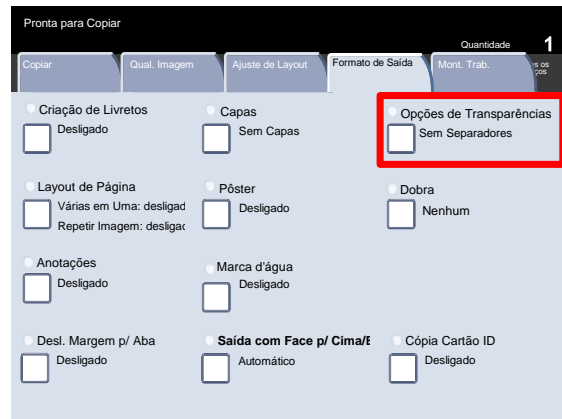 Pronta para Copiar
Quantidade 1
Copiar Qual. Imagem Ajuste de Layout Formato de Saída Mont. Trab. s os
ços
Criação de Livretos Capas Opções de Transparências
Desligado Sem Capas Sem Separadores
Layout de Página Pôster Dobra
Várias em Uma: desligad Desligado Nenhum
Repetir Imagem: desligac
Anotações Marca d'água
Desligado Desligado
Desl. Margem p/ Aba Saída com Face p/ Cima/E Cópia Cartão ID
Desligado Automático Desligado